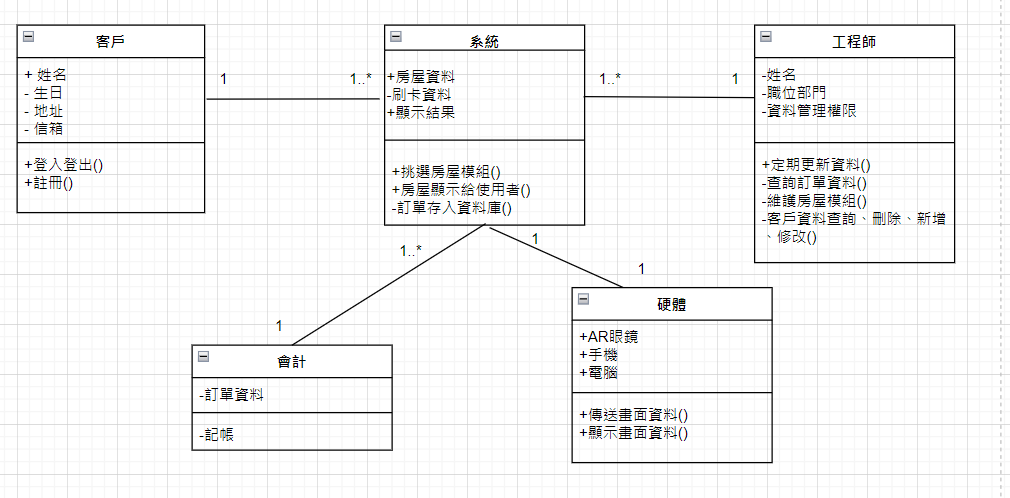 客戶
+ 姓名
- 生日
- 地址
- 信箱
+登入登出()
+註冊()
1
1..*
系統
+房屋資料
-刷卡資料
+顯示結果
+挑選房屋模組()
+房屋顯示給使用者()
-訂單存入資料庫()
1..*
1
工程師
-姓名
-職位部門
-資料管理權限
+定期更新資料()
-查詢訂單資料()
-維護房屋模組()
-客戶資料查詢、刪除、新增
、修改()
1..*
1
會計
-訂單資料
-記帳
1
1
硬體
+AR眼鏡
+手機
+電腦
+傳送畫面資料()
+顯示畫面資料()